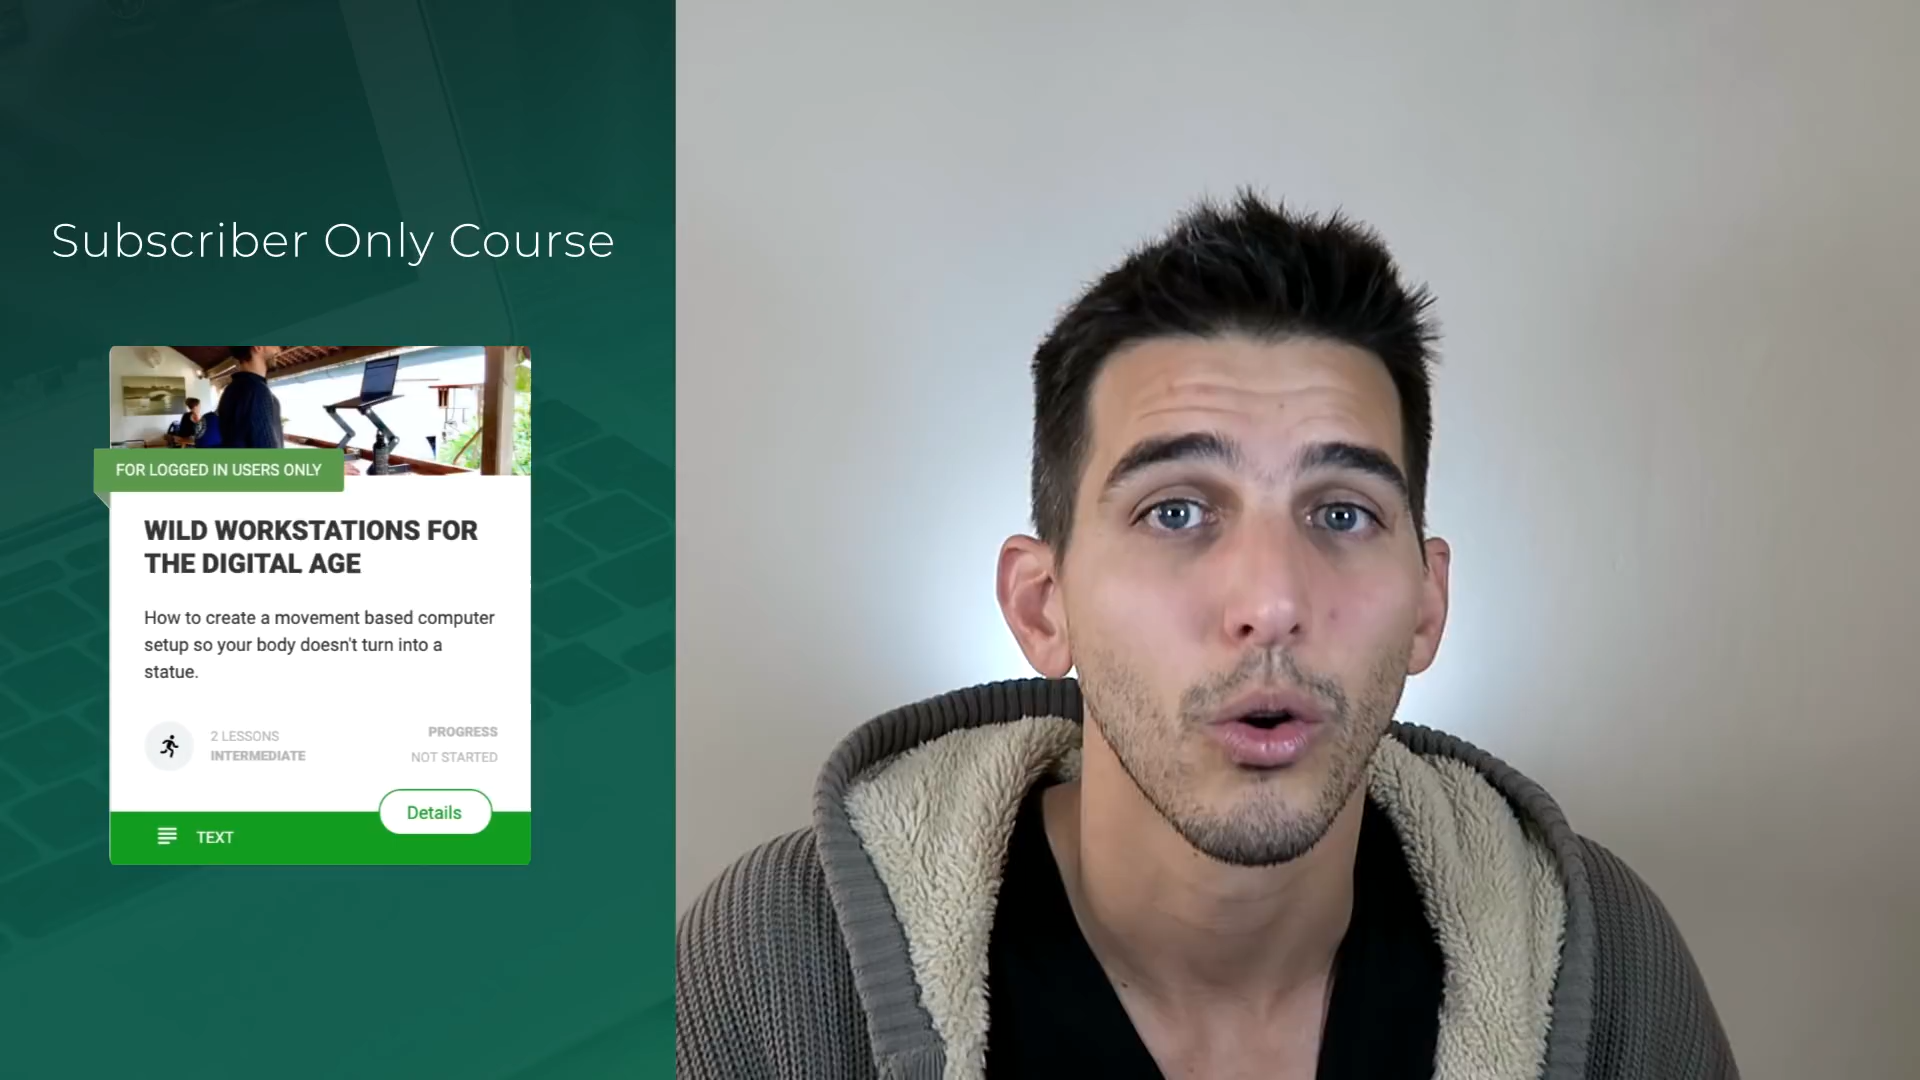 Subscriber Only Course
FOR LOGGED IN USERS ONLY
WILD WORKSTATIONS FOR
THE DIGITAL AGE
How to create a movement based computer
setup so your body doesn't turn into a
statue.
2 LESSONS
INTERMEDIATE
PROGRESS
NOT STARTED
Details
TEXT